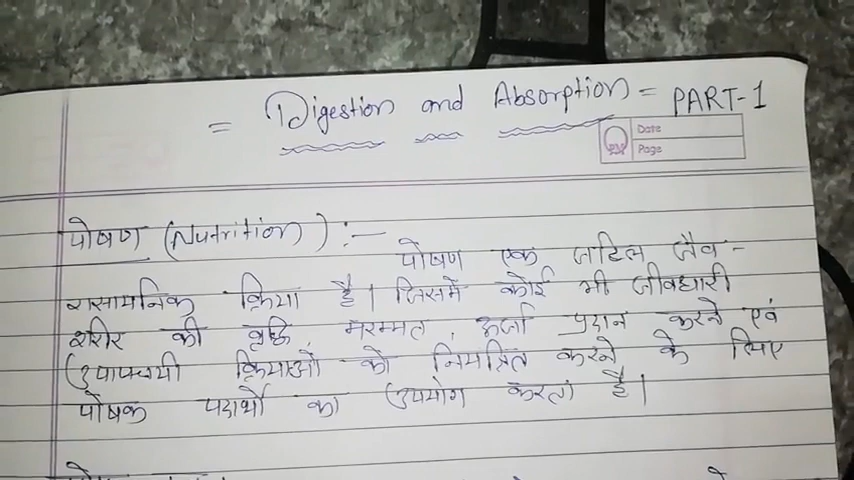 = Digestion and Absorption = PART-1
Date
Page
पोषण (Nutrition) :-
पोषण एक जटिल जैव -
रासायनिक क्रिया है। जिसमें कोई भी जीवधारी
शरीर की वृद्धि, मरम्मत, ऊर्जा प्रदान करने एवं
उपापचयी क्रियाओं को नियंत्रित करने के लिए
पोषक पदार्थों का उपयोग करता है।